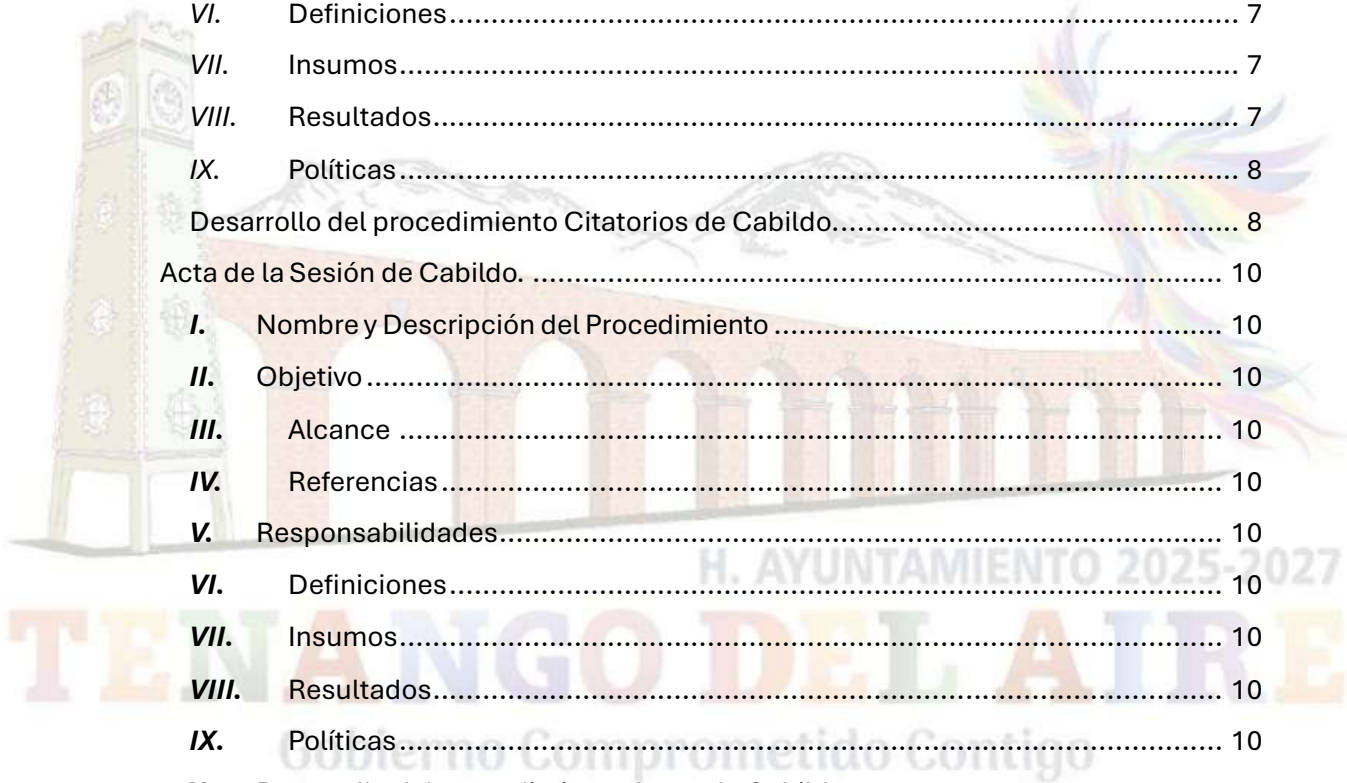 VI. Definiciones 7
VII. Insumos 7
VIII. Resultados 7
IX. Políticas 8
Desarrollo del procedimiento Citatorios de Cabildo 8
Acta de la Sesión de Cabildo. 10
I. Nombre y Descripción del Procedimiento 10
II. Objetivo 10
III. Alcance 10
IV. Referencias 10
V. Responsabilidades 10
H. AYUNTAMIENTO 2025-2027
VI. Definiciones 10
TENANGO DEL AIRE
VII. Insumos 10
VIII. Resultados 10
IX. Políticas 10
Gobierno Comprometido Contigo